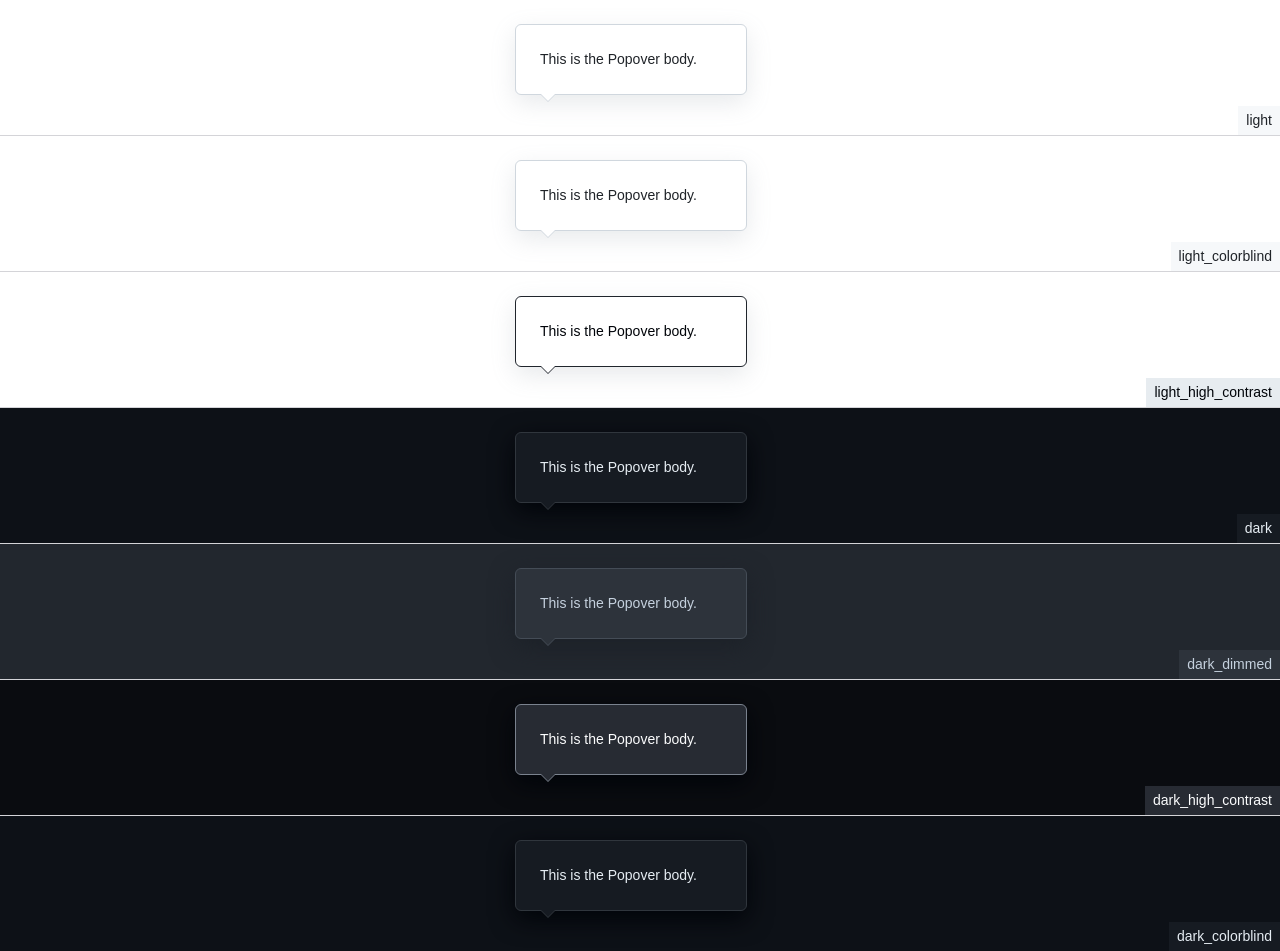 This is the Popover body.
light
This is the Popover body.
light_colorblind
This is the Popover body.
light_high_contrast
This is the Popover body.
dark
This is the Popover body.
dark_dimmed
This is the Popover body.
dark_high_contrast
This is the Popover body.
dark_colorblind